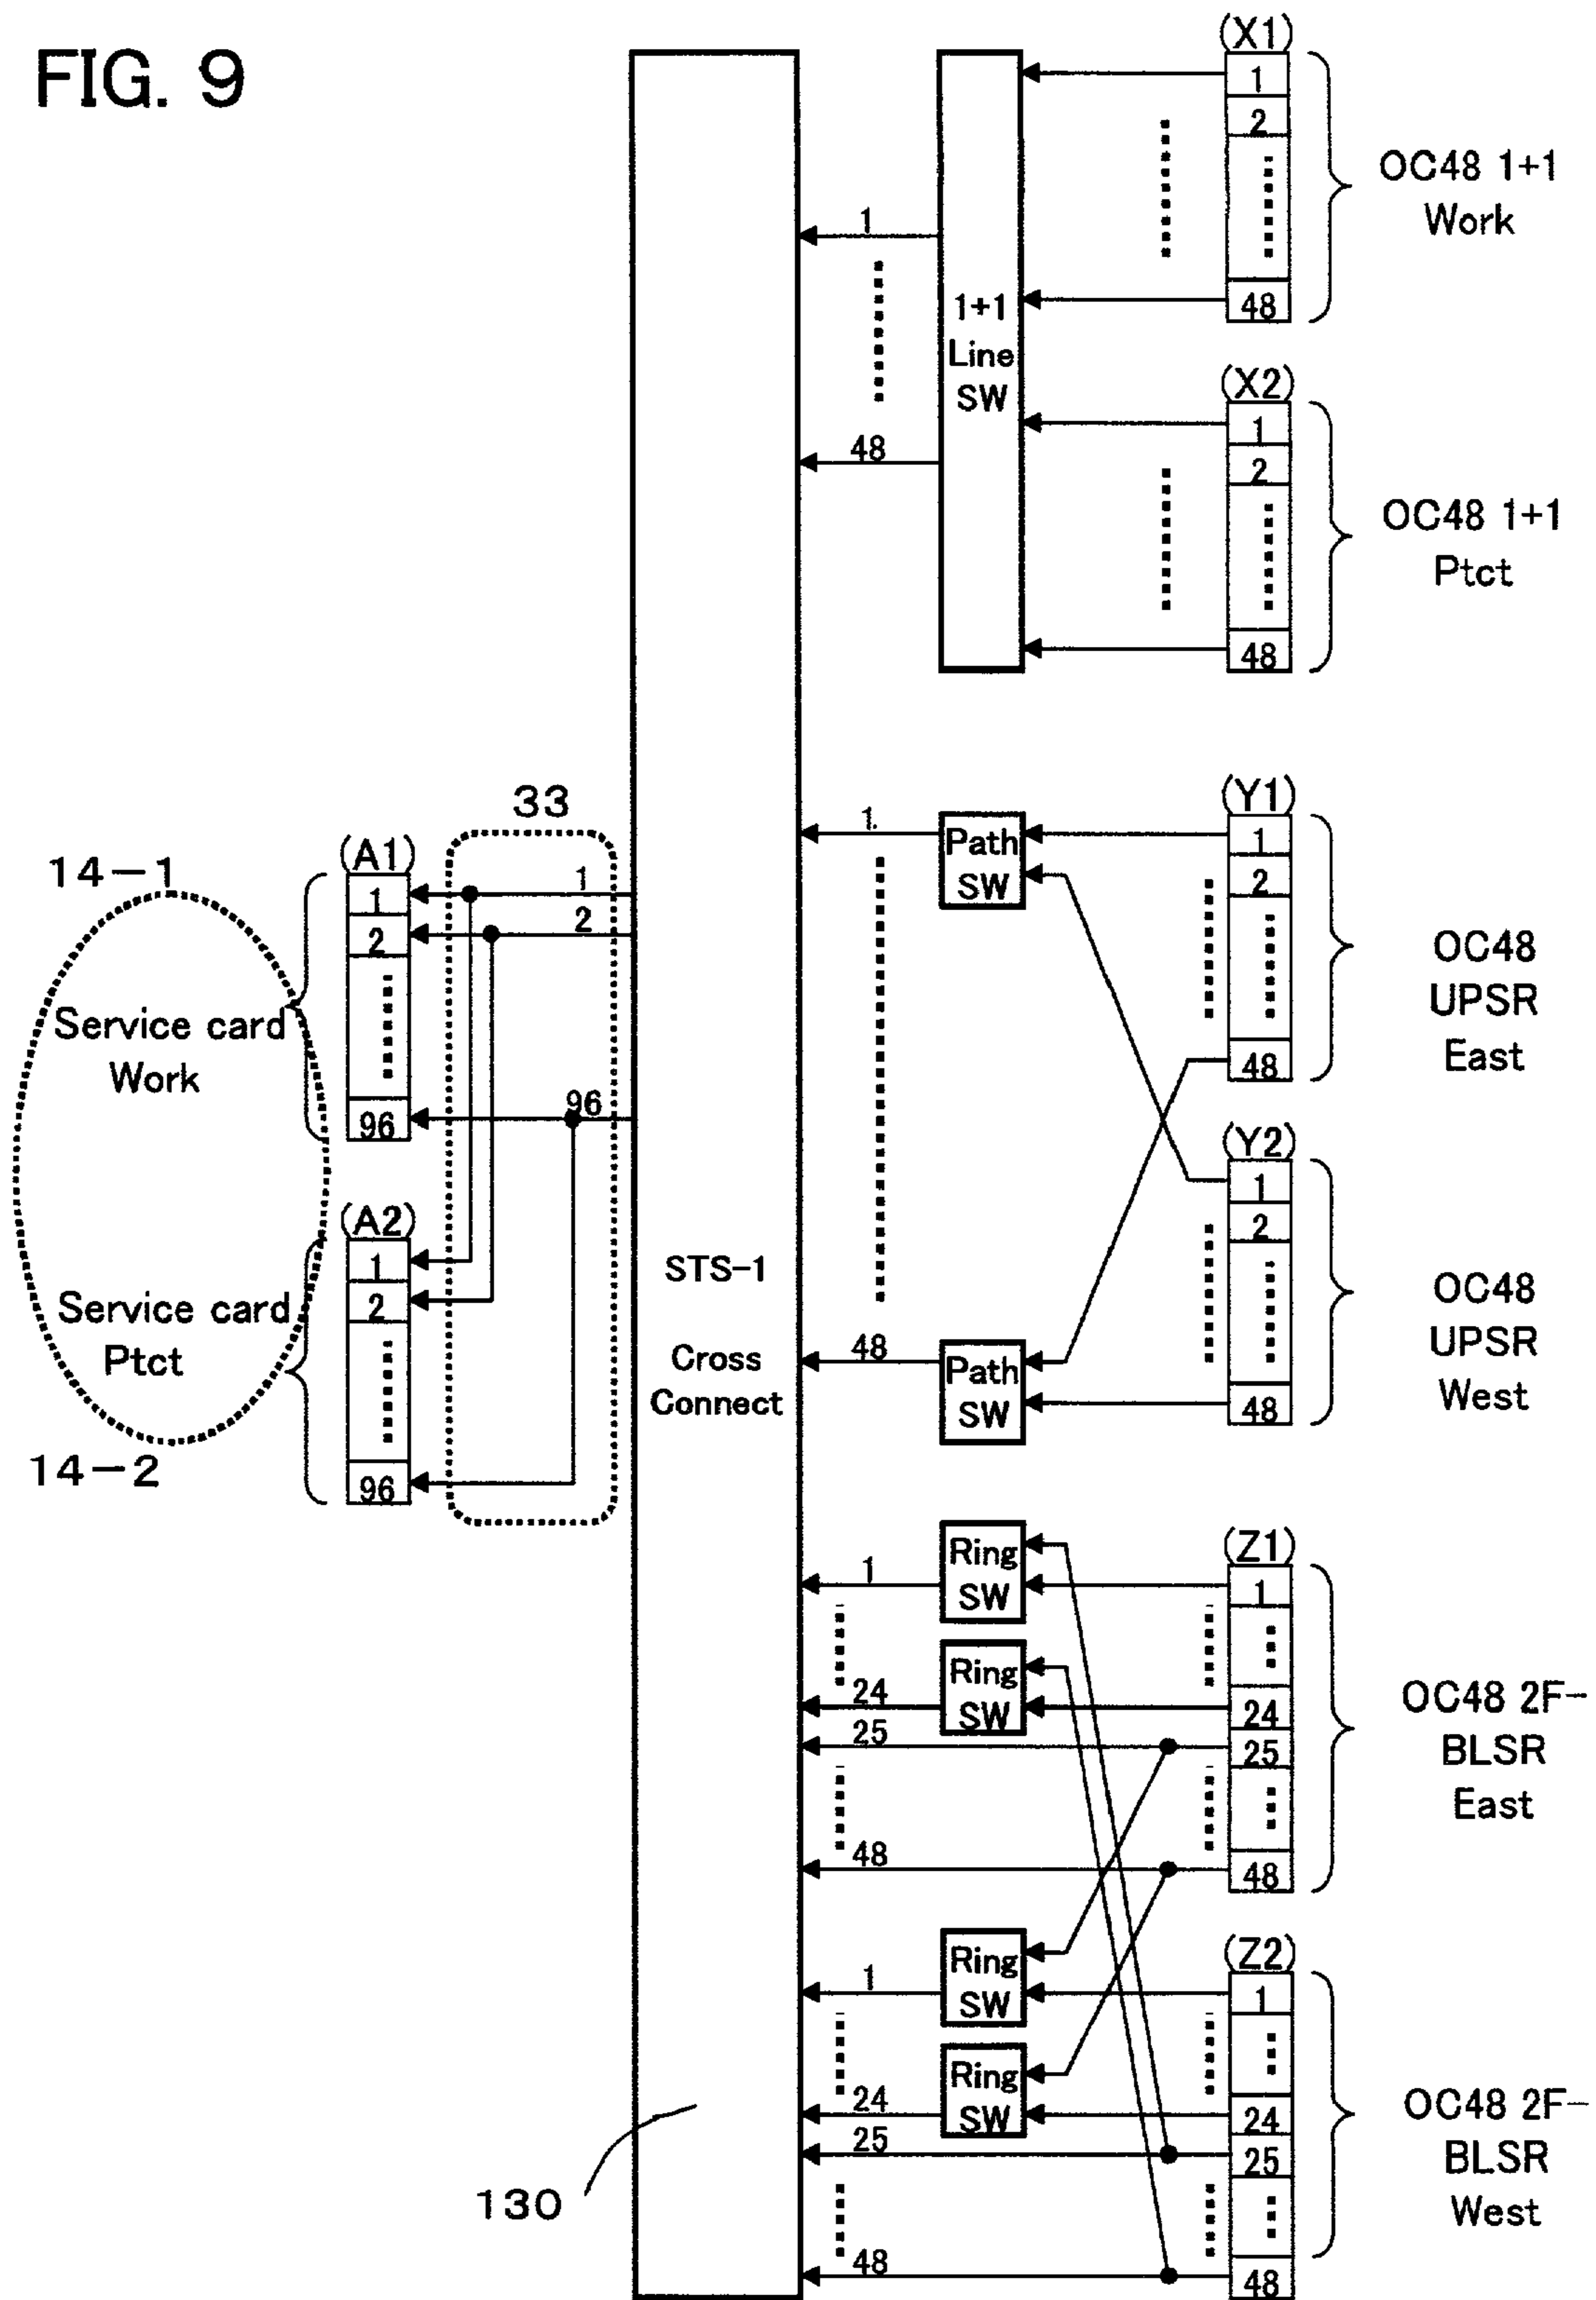 FIG. 9
(X1)
1
2
48
OC48 1+1
Work
1
48
1+1
Line
SW
(X2)
1
2
48
OC48 1+1
Ptct
33
14-1
(A1)
1
2
96
Service card
Work
1
2
96
(A2)
1
2
96
Service card
Ptct
14-2
STS-1
Cross
Connect
130
1.
48
Path
SW
Path
SW
(Y1)
1
2
48
OC48
UPSR
East
(Y2)
1
2
48
OC48
UPSR
West
1
24
25
48
Ring
SW
Ring
SW
(Z1)
1
24
25
48
OC48 2F-
BLSR
East
1
24
25
48
Ring
SW
Ring
SW
(Z2)
1
24
25
48
OC48 2F-
BLSR
West